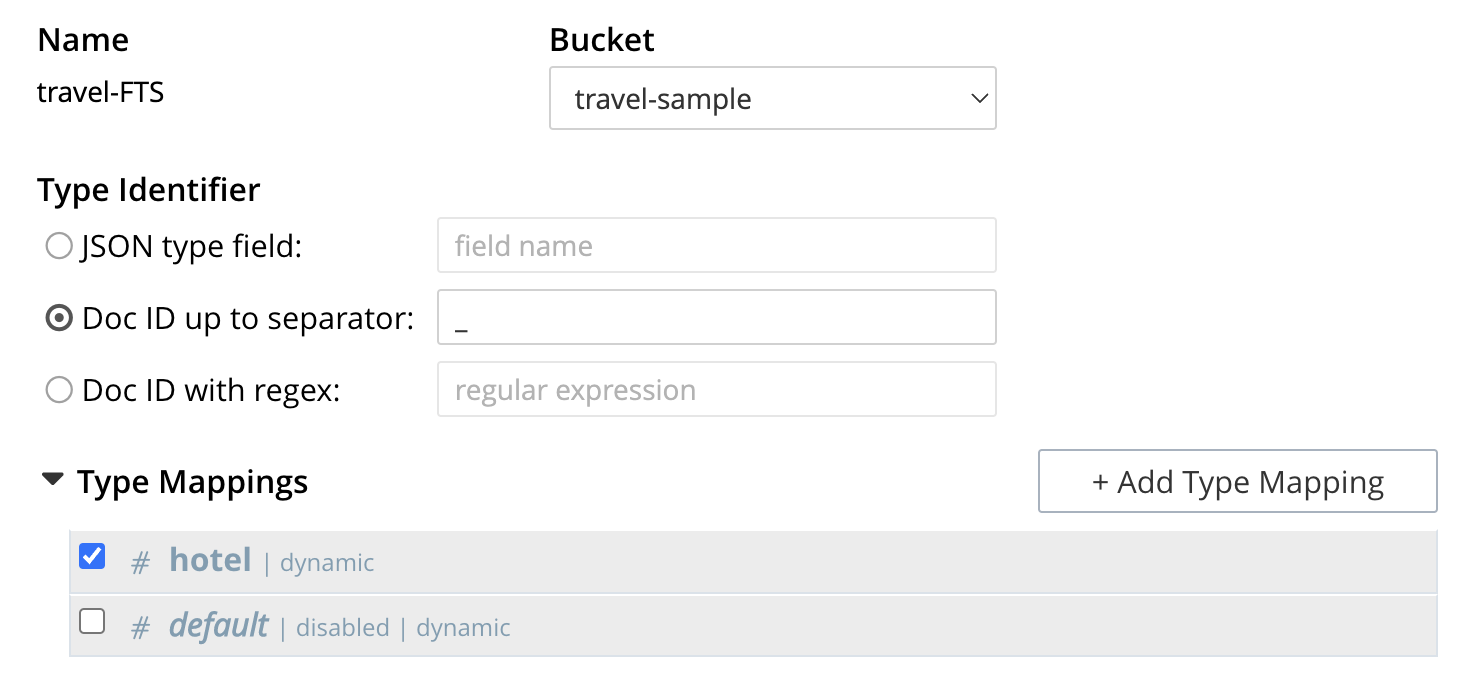 Name
Bucket
travel-FTS
travel-sample
Type Identifier
JSON type field:
field name
Doc ID up to separator:
_
Doc ID with regex:
regular expression
Type Mappings
+ Add Type Mapping
# hotel | dynamic
# default | disabled | dynamic